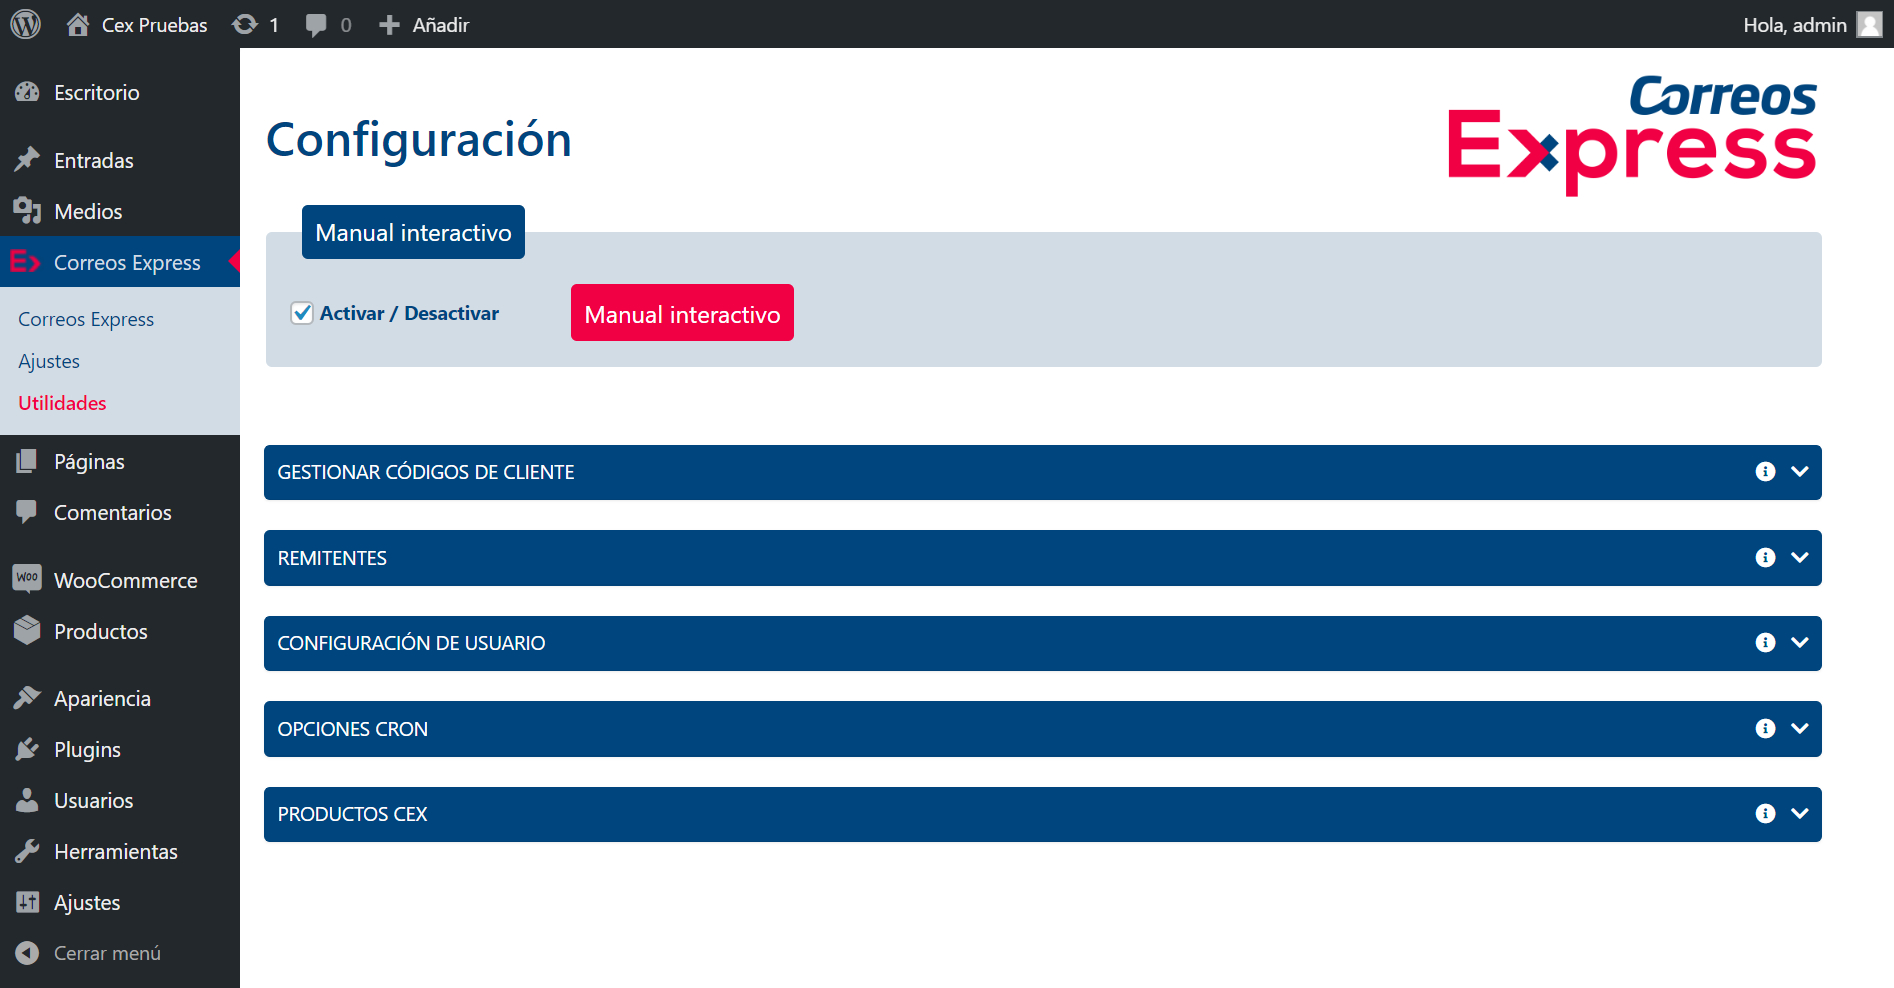 Cex Pruebas 1 0 Añadir Hola, admin
Escritorio
Entradas
Medios
Correos Express
Correos Express
Ajustes
Utilidades
Páginas
Comentarios
WooCommerce
Productos
Apariencia
Plugins
Usuarios
Herramientas
Ajustes
Cerrar menú
Correos
Express
Configuración
Manual interactivo
Activar / Desactivar Manual interactivo
GESTIONAR CÓDIGOS DE CLIENTE
REMITENTES
CONFIGURACIÓN DE USUARIO
OPCIONES CRON
PRODUCTOS CEX